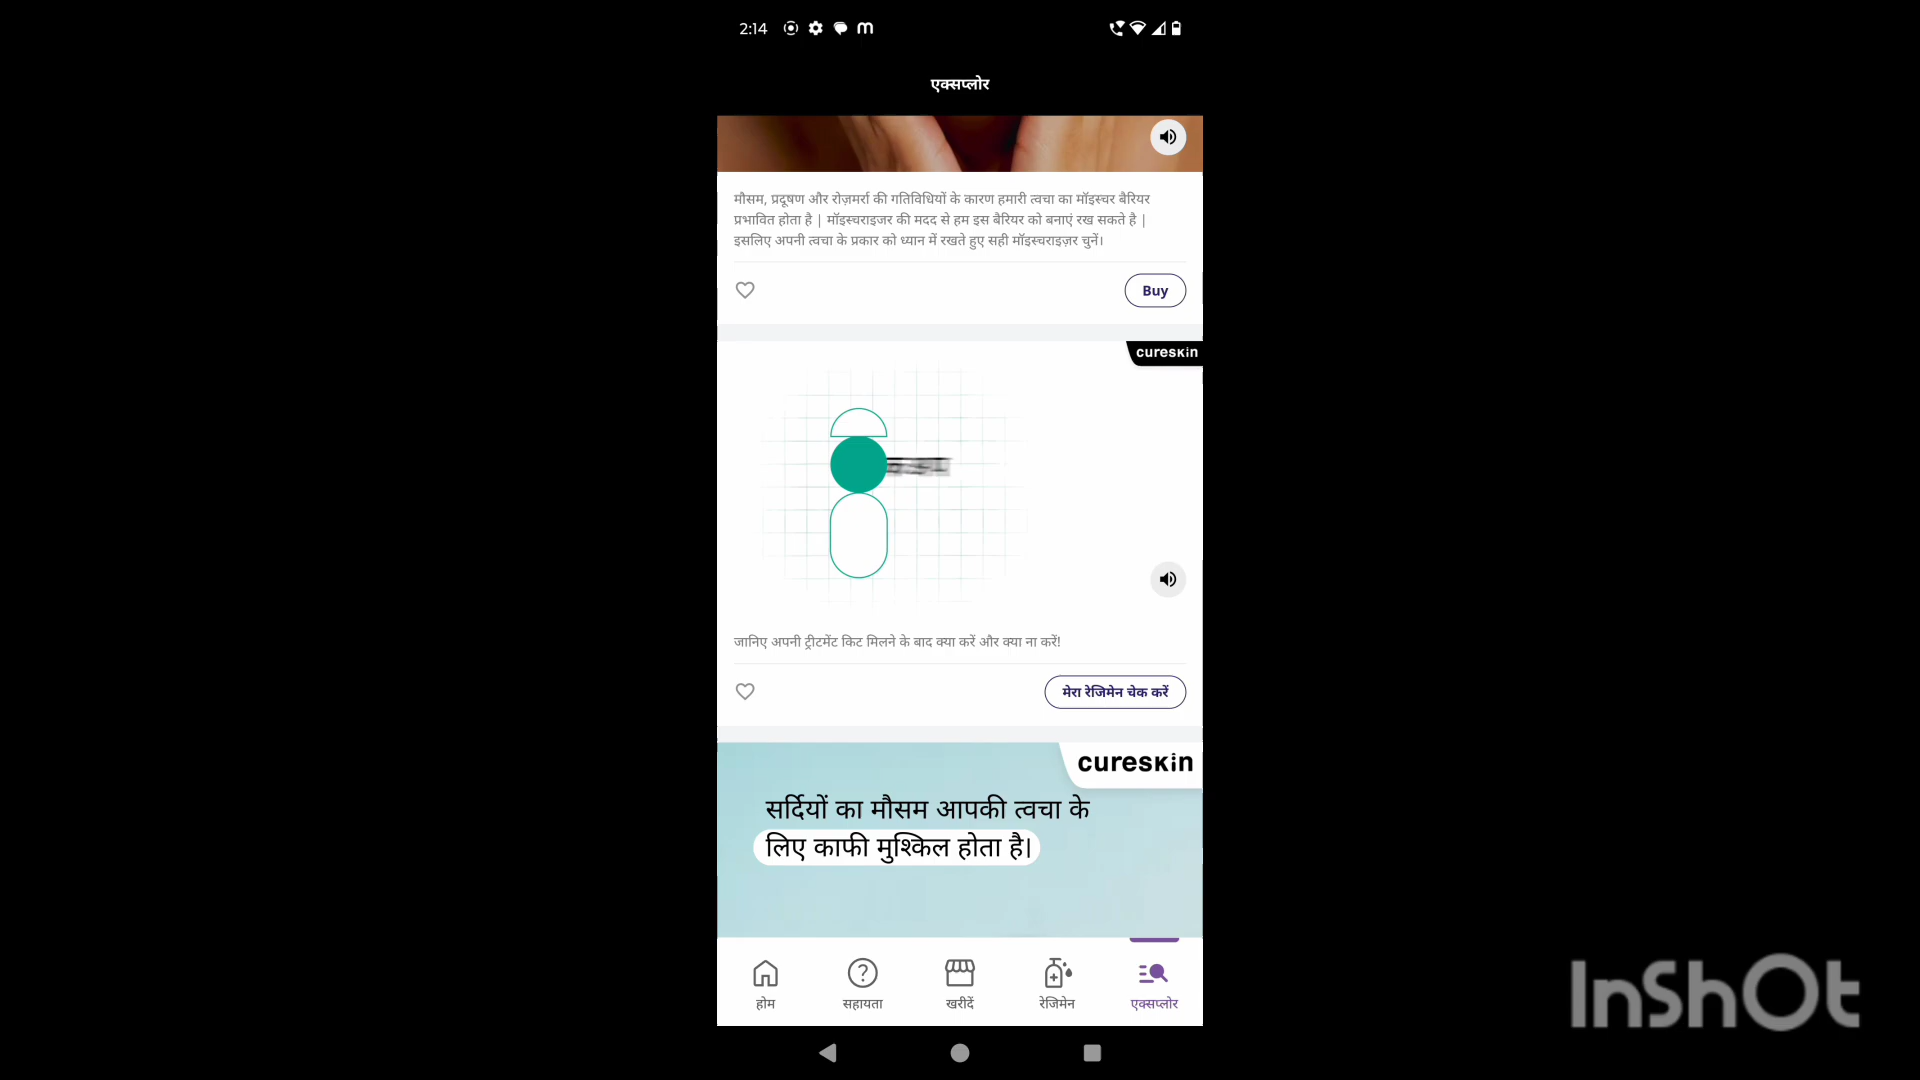 2:14
एक्सप्लोर
मौसम, प्रदूषण और रोज़मर्रा की गतिविधियों के कारण हमारी त्वचा का मॉइस्चर बैरियर
प्रभावित होता है | मॉइस्चराइजर की मदद से हम इस बैरियर को बनाएं रख सकते है |
इसलिए अपनी त्वचा के प्रकार को ध्यान में रखते हुए सही मॉइस्चराइज़र चुनें।
Buy
cureskin
जानिए अपनी ट्रीटमेंट किट मिलने के बाद क्या करें और क्या ना करें!
मेरा रेजिमेन चेक करें
cureskin
सर्दियों का मौसम आपकी त्वचा के
लिए काफी मुश्किल होता है।
होम सहायता खरीदें रेजिमेन एक्सप्लोर
InShOt